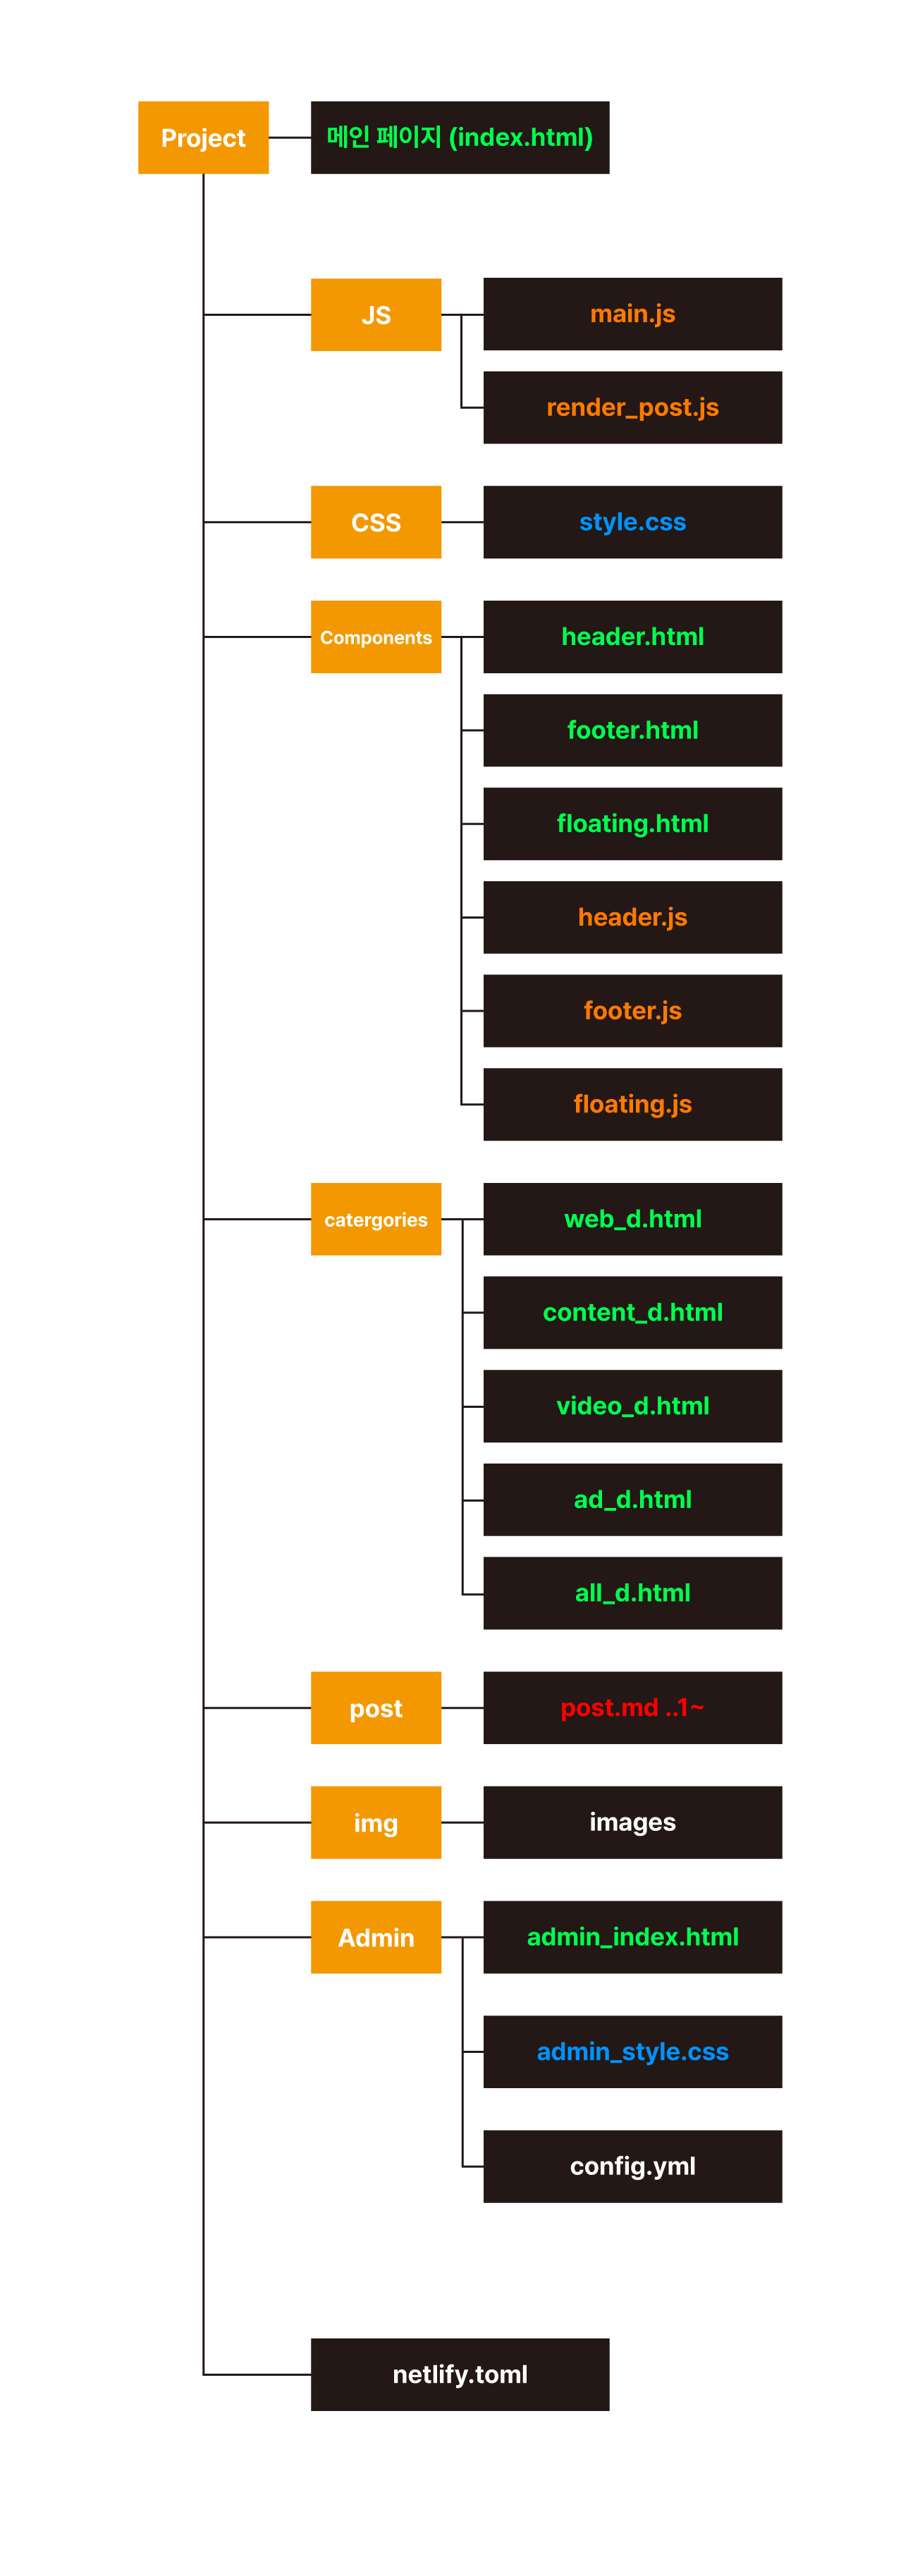 Project
메인 페이지 (index.html)
JS
main.js
render_post.js
CSS
style.css
Components
header.html
footer.html
floating.html
header.js
footer.js
floating.js
catergories
web_d.html
content_d.html
video_d.html
ad_d.html
all_d.html
post
post.md ..1~
img
images
Admin
admin_index.html
admin_style.css
config.yml
netlify.toml